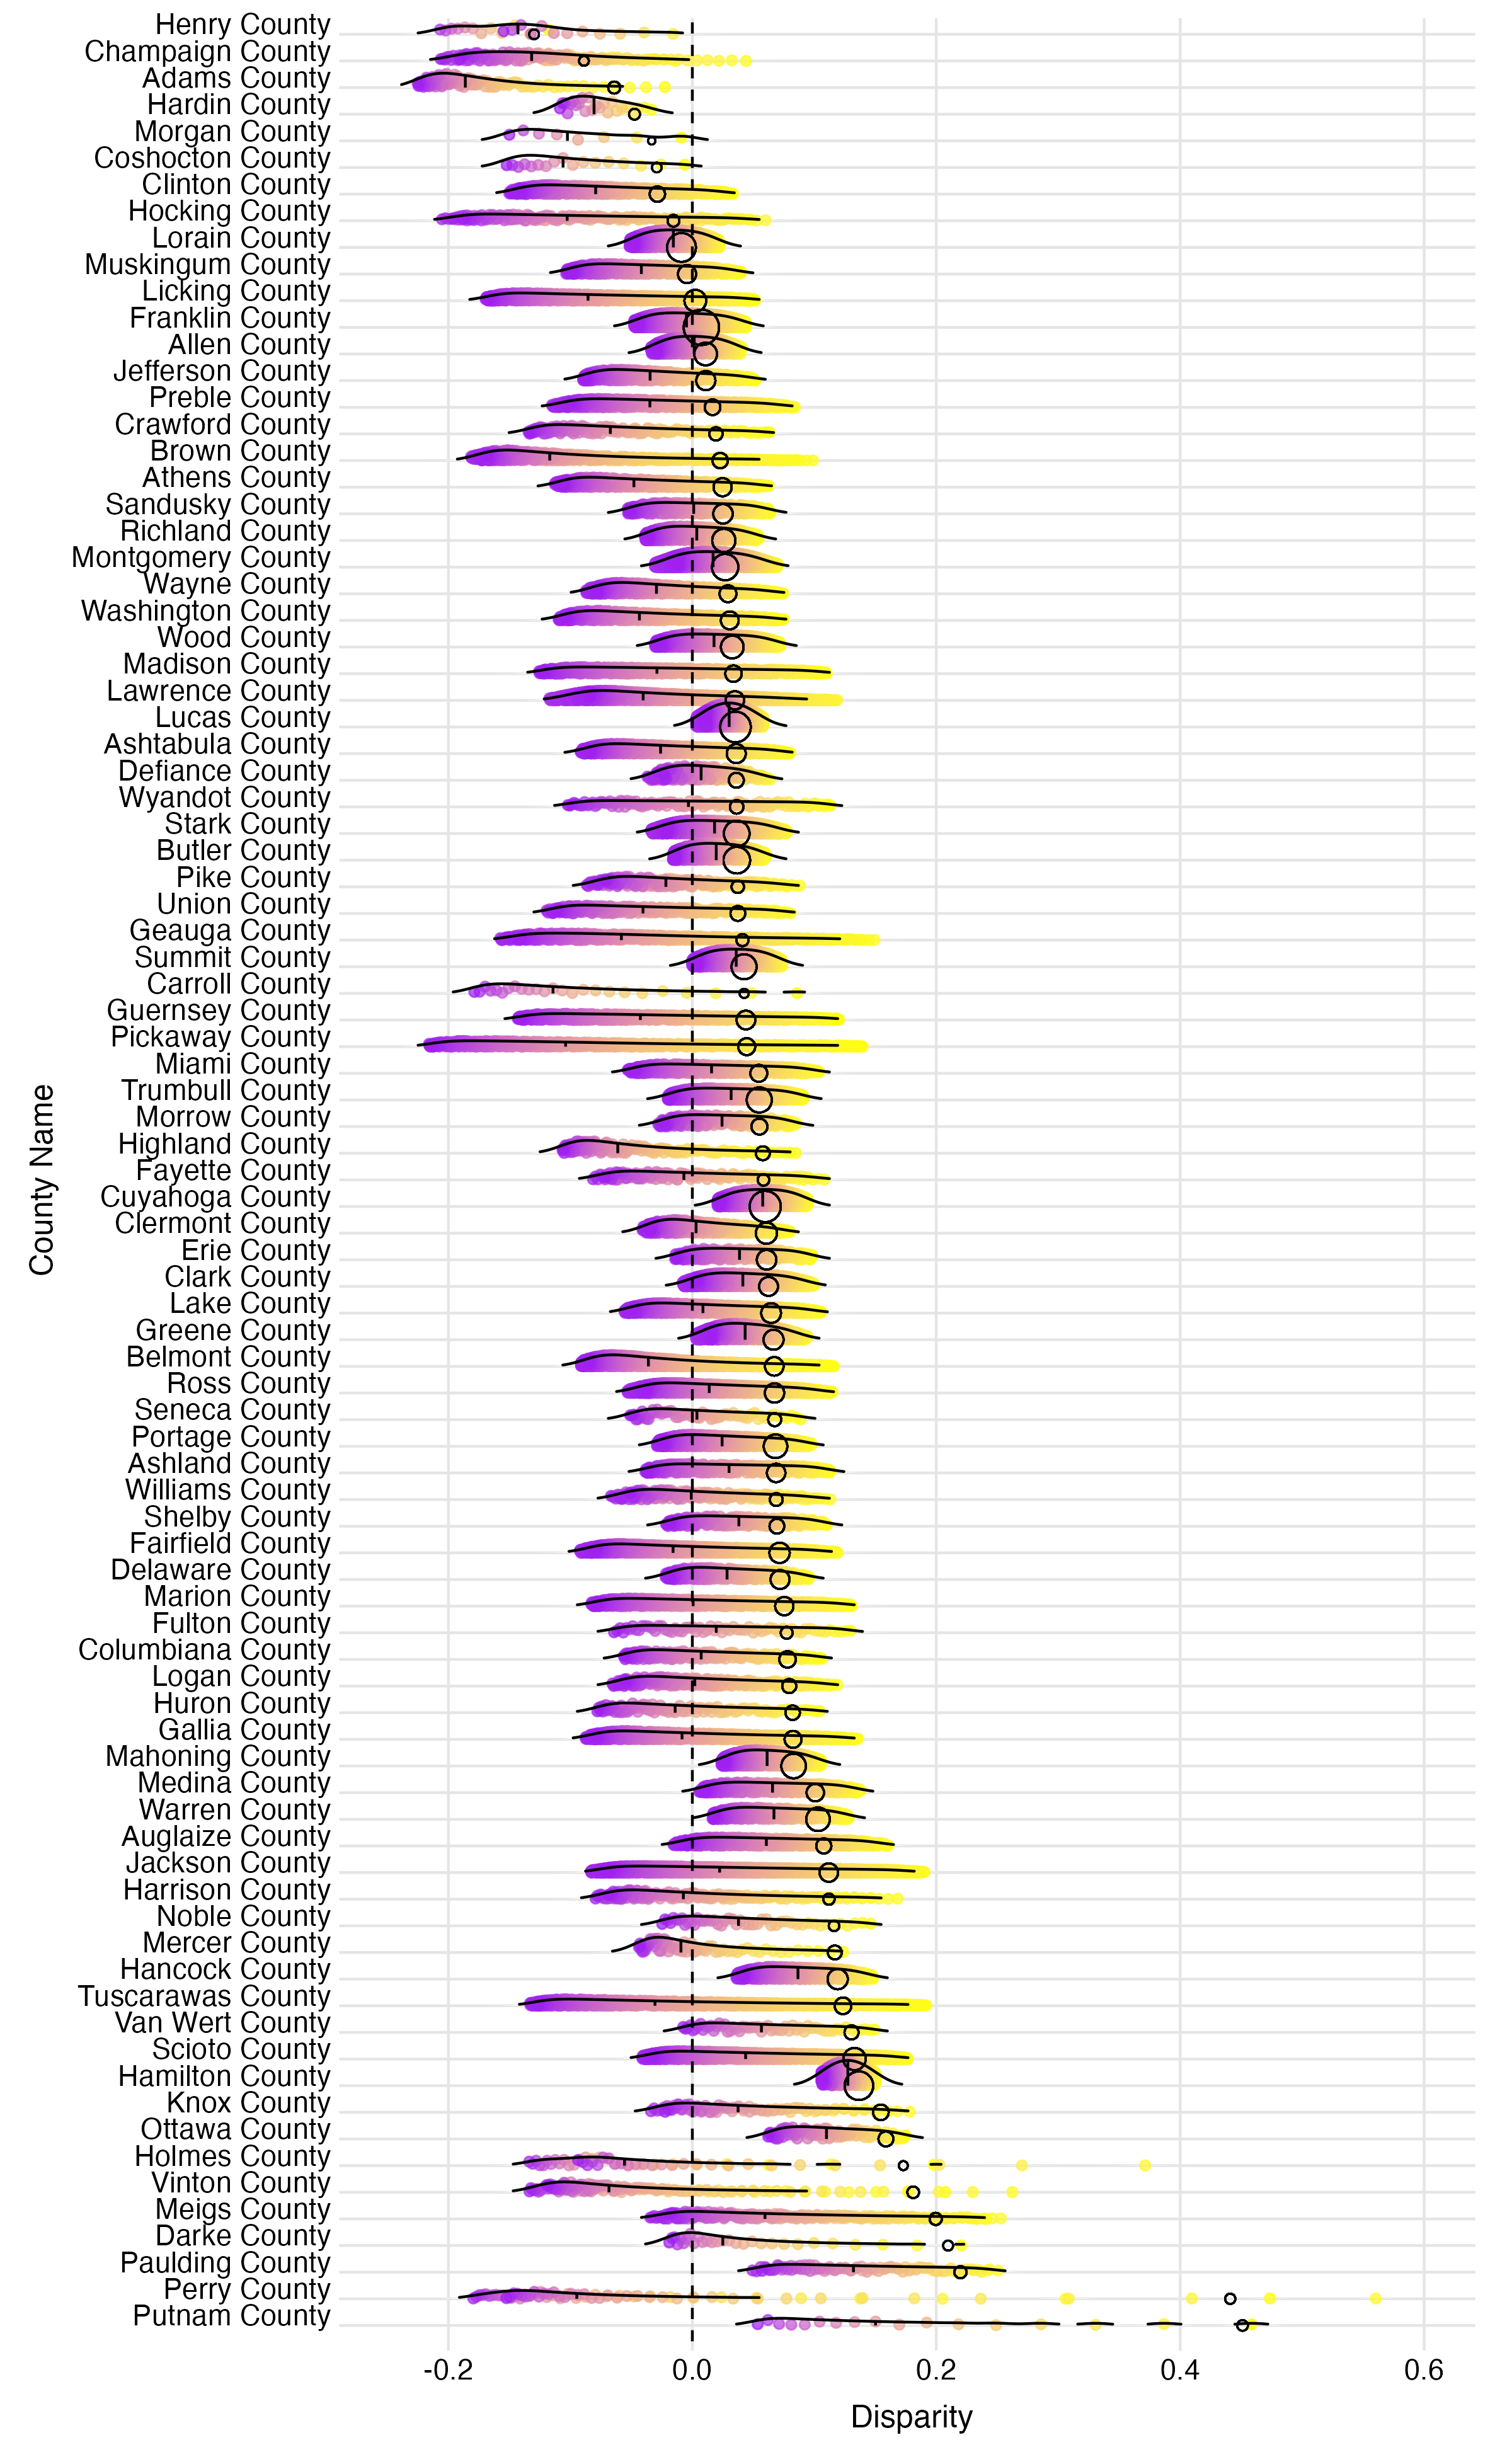 Henry County
Champaign County
Adams County
Hardin County
Morgan County
Coshocton County
Clinton County
Hocking County
Lorain County
Muskingum County
Licking County
Franklin County
Allen County
Jefferson County
Preble County
Crawford County
Brown County
Athens County
Sandusky County
Richland County
Montgomery County
Wayne County
Washington County
Wood County
Madison County
Lawrence County
Lucas County
Ashtabula County
Defiance County
Wyandot County
Stark County
Butler County
Pike County
Union County
Geauga County
Summit County
Carroll County
Guernsey County
Pickaway County
Miami County
Trumbull County
Morrow County
Highland County
Fayette County
Cuyahoga County
Clermont County
Erie County
Clark County
Lake County
Greene County
Belmont County
Ross County
Seneca County
Portage County
Ashland County
Williams County
Shelby County
Fairfield County
Delaware County
Marion County
Fulton County
Columbiana County
Logan County
Huron County
Gallia County
Mahoning County
Medina County
Warren County
Auglaize County
Jackson County
Harrison County
Noble County
Mercer County
Hancock County
Tuscarawas County
Van Wert County
Scioto County
Hamilton County
Knox County
Ottawa County
Holmes County
Vinton County
Meigs County
Darke County
Paulding County
Perry County
Putnam County
County Name
-0.2 0.0 0.2 0.4 0.6
Disparity